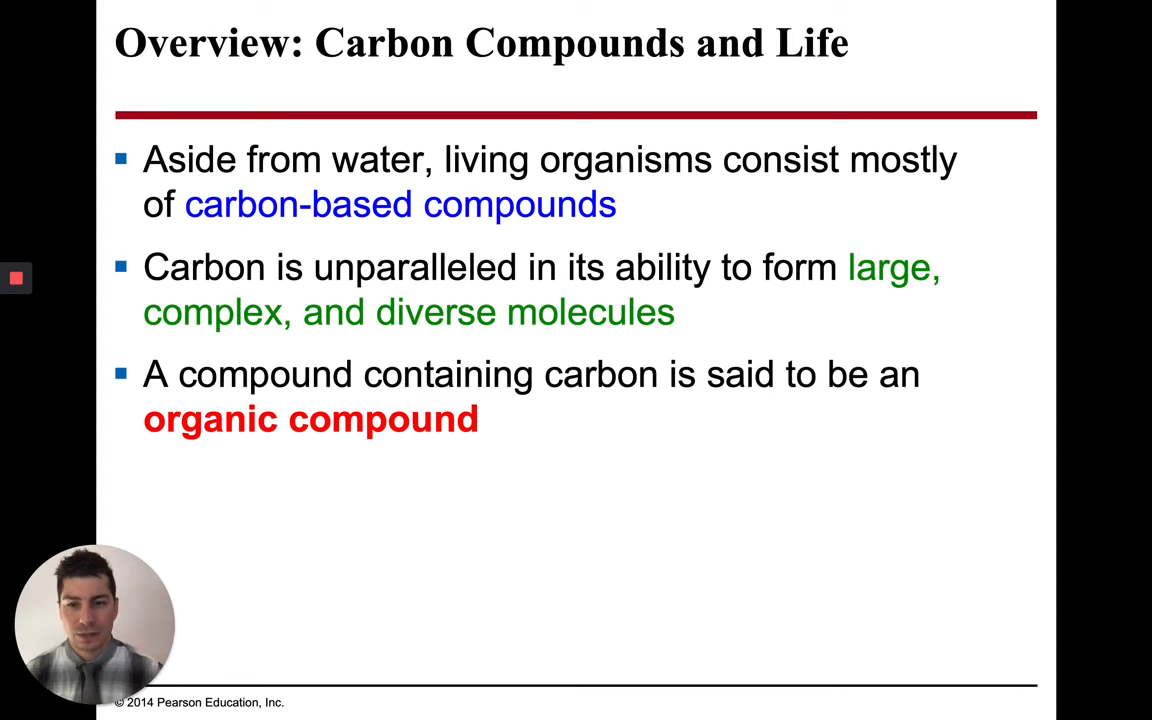 Overview: Carbon Compounds and Life
Aside from water, living organisms consist mostly
of carbon-based compounds
Carbon is unparalleled in its ability to form large,
complex, and diverse molecules
A compound containing carbon is said to be an
organic compound
© 2014 Pearson Education, Inc.